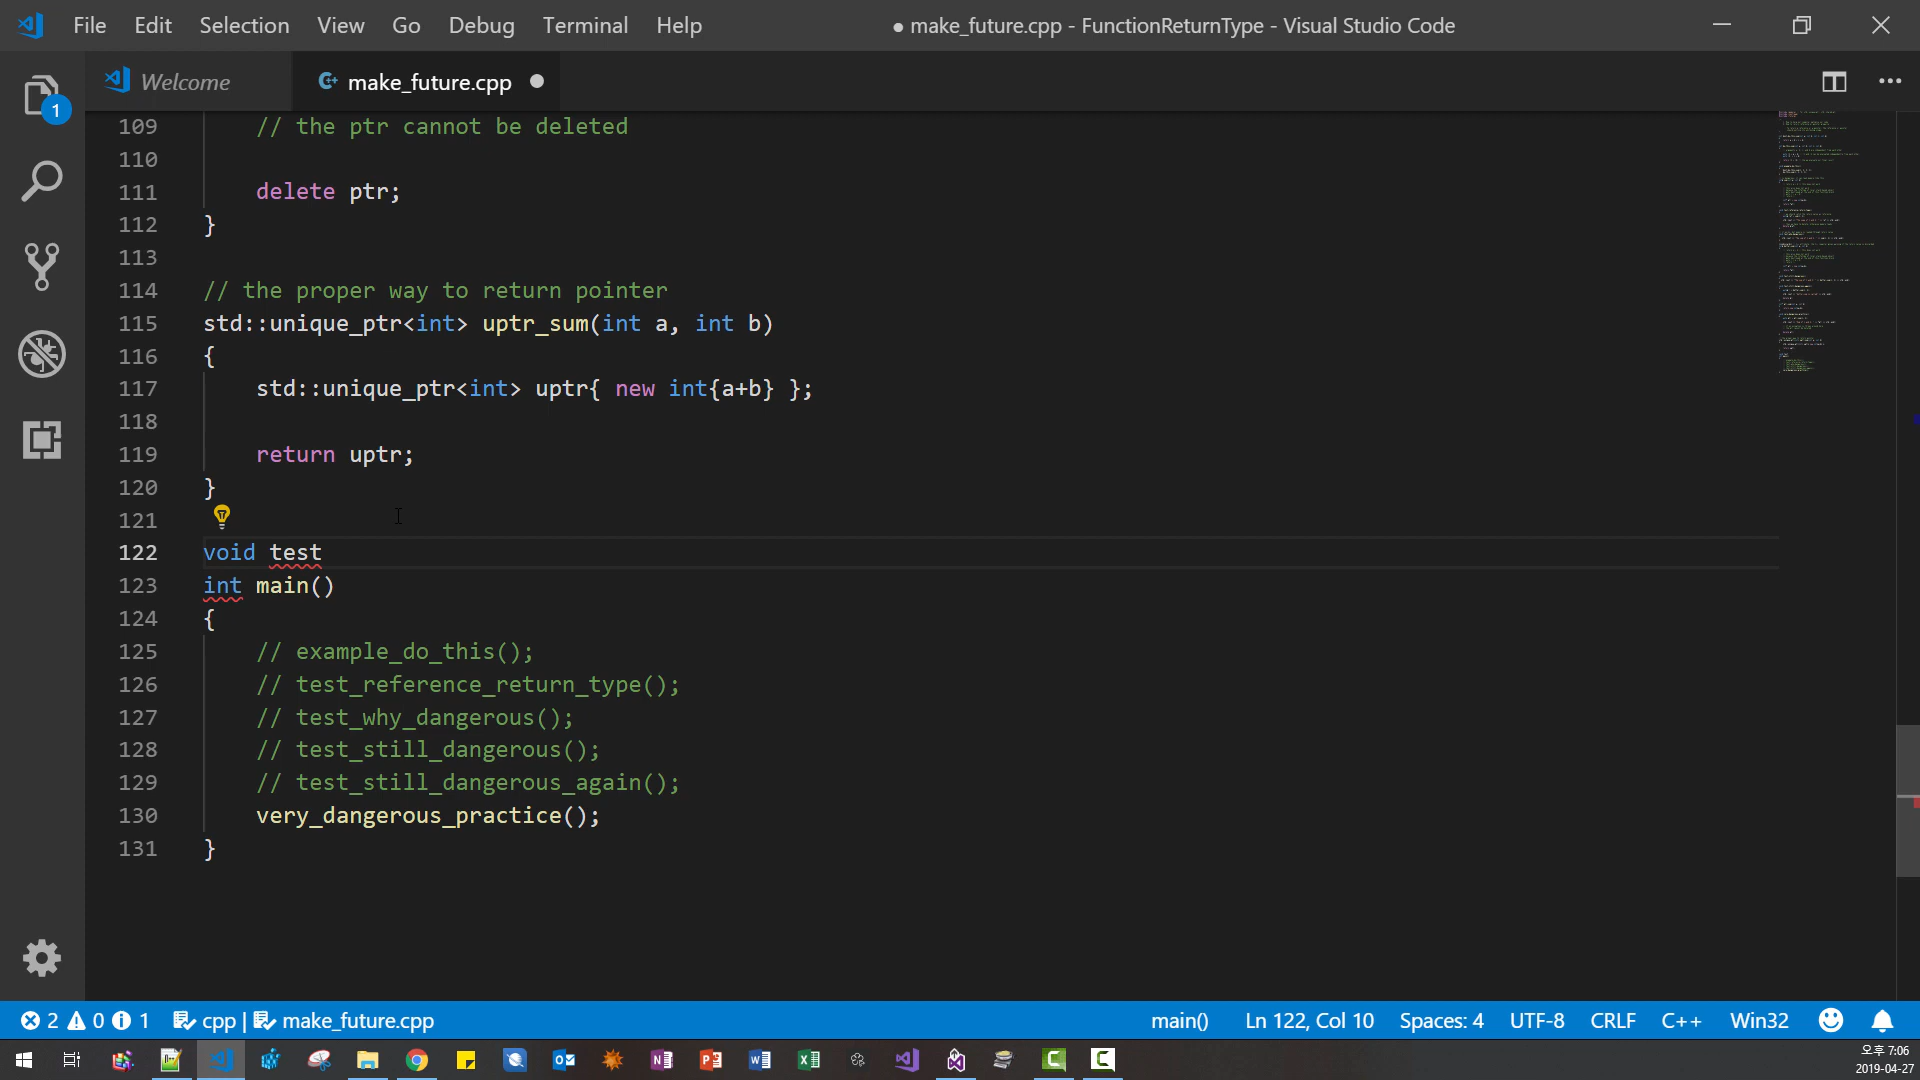 File Edit Selection View Go Debug Terminal Help ● make_future.cpp - FunctionReturnType - Visual Studio Code
Welcome make_future.cpp ●
1
109 // the ptr cannot be deleted
110
111 delete ptr;
112 }
113
114 // the proper way to return pointer
115 std::unique_ptr<int> uptr_sum(int a, int b)
116 {
117 std::unique_ptr<int> uptr{ new int{a+b} };
118
119 return uptr;
120 }
121
122 void test
123 int main()
124 {
125 // example_do_this();
126 // test_reference_return_type();
127 // test_why_dangerous();
128 // test_still_dangerous();
129 // test_still_dangerous_again();
130 very_dangerous_practice();
131 }
2 0 1 cpp | make_future.cpp main() Ln 122, Col 10 Spaces: 4 UTF-8 CRLF C++ Win32
오후 7:06
2019-04-27